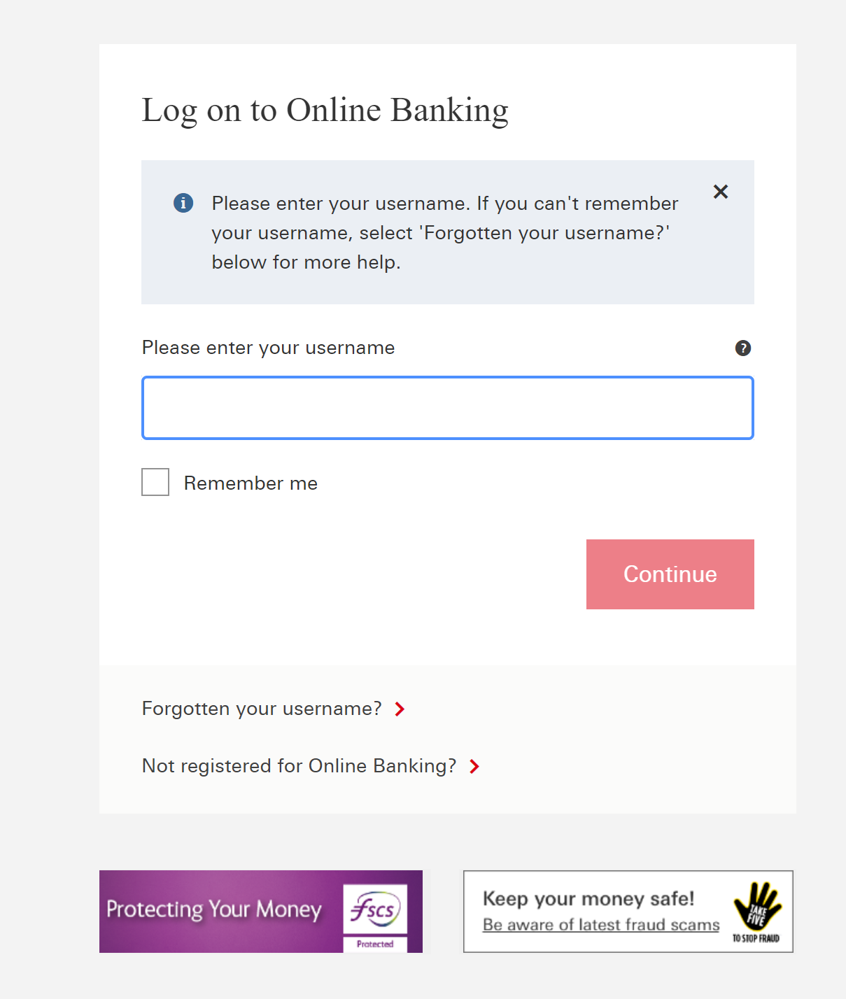 Log on to Online Banking
Please enter your username. If you can't remember
your username, select 'Forgotten your username?'
below for more help.
Please enter your username
Remember me
Continue
Forgotten your username?
Not registered for Online Banking?
Protecting Your Money
fscs
Protected
Keep your money safe!
Be aware of latest fraud scams
TAKE
FIVE
TO STOP FRAUD